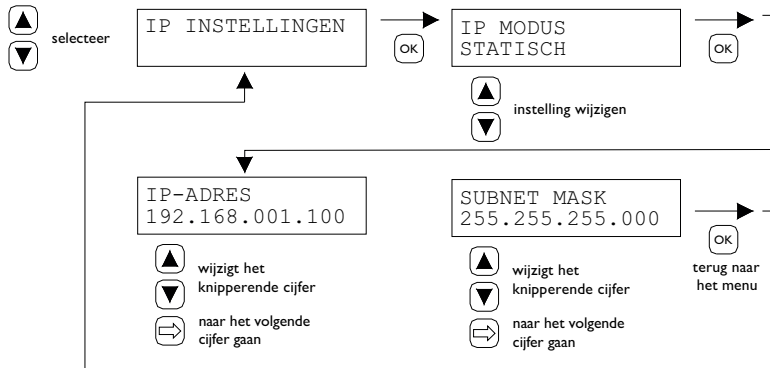 selecteer
IP INSTELLINGEN
OK
IP MODUS
STATISCH
OK
instelling wijzigen
IP-ADRES
192.168.001.100
wijzigt het
knipperende cijfer
naar het volgende
cijfer gaan
SUBNET MASK
255.255.255.000
wijzigt het
knipperende cijfer
naar het volgende
cijfer gaan
OK
terug naar
het menu